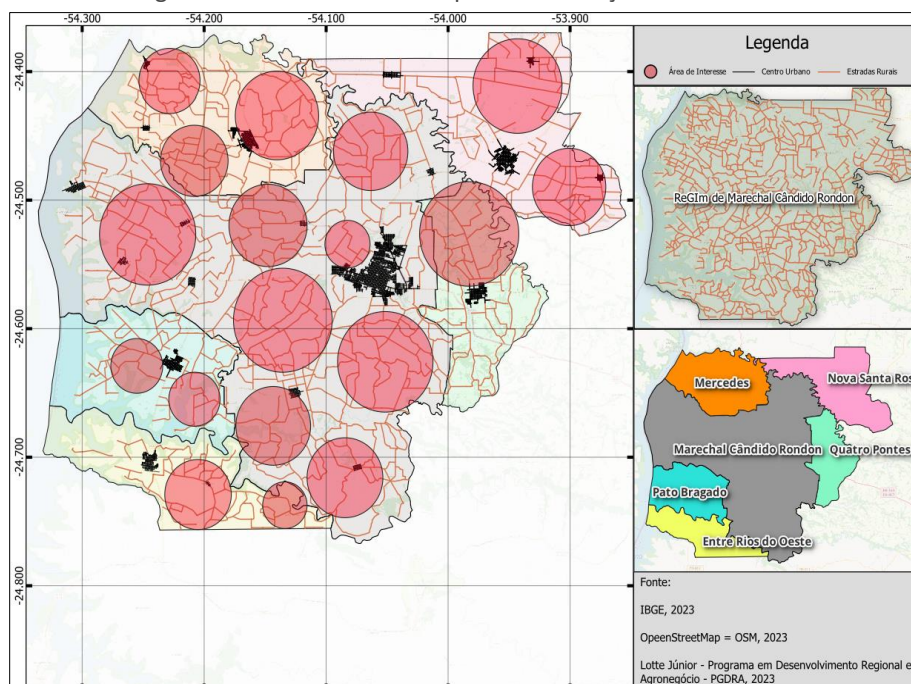 -54.300 -54.200 -54.100 -54.000 -53.900
-24.400
-24.500
-24.600
-24.700
-24.800
Legenda
Área de Interesse Centro Urbano Estradas Rurais
ReGIm de Marechal Cândido Rondon
Mercedes
Nova Santa Ros
Marechal Cândido Rondon
Quatro Pontes
Pato Bragado
Entre Rios do Oeste
Fonte:
IBGE, 2023
OpeenStreetMap = OSM, 2023
Lotte Júnior - Programa em Desenvolvimento Regional e
Agronegócio - PGDRA, 2023